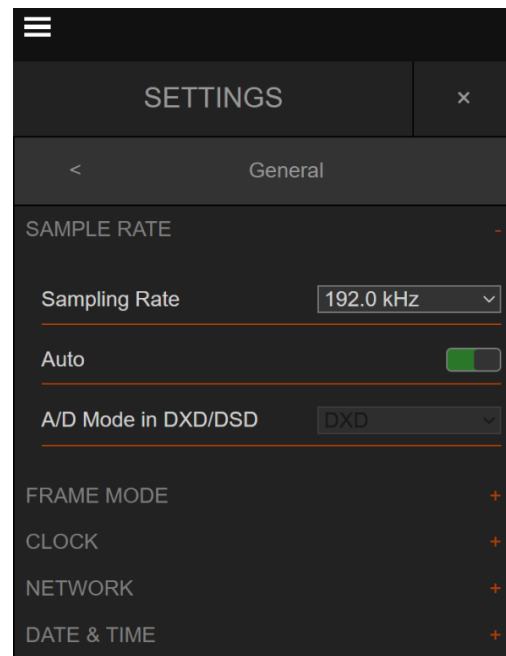 SETTINGS ×
< General
SAMPLE RATE -
Sampling Rate 192.0 kHz
Auto
A/D Mode in DXD/DSD DXD
FRAME MODE +
CLOCK +
NETWORK +
DATE & TIME +